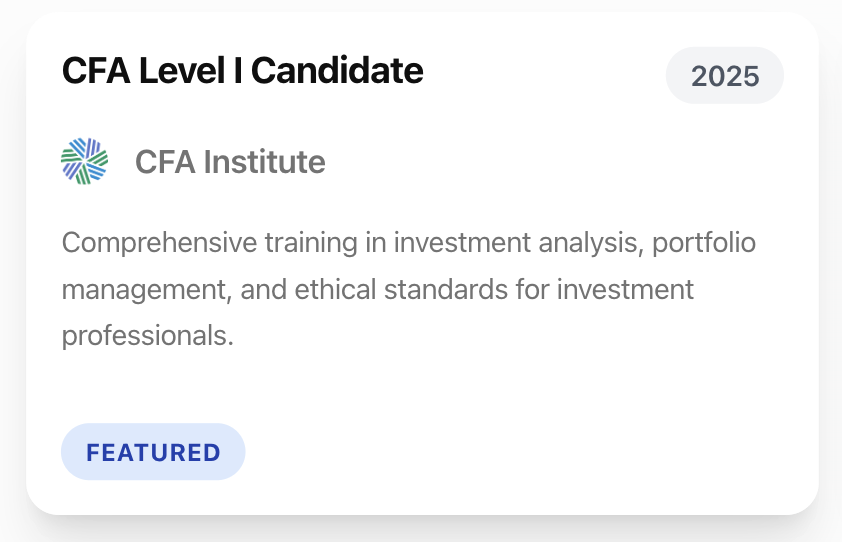 CFA Level I Candidate
2025
CFA Institute
Comprehensive training in investment analysis, portfolio
management, and ethical standards for investment
professionals.
FEATURED